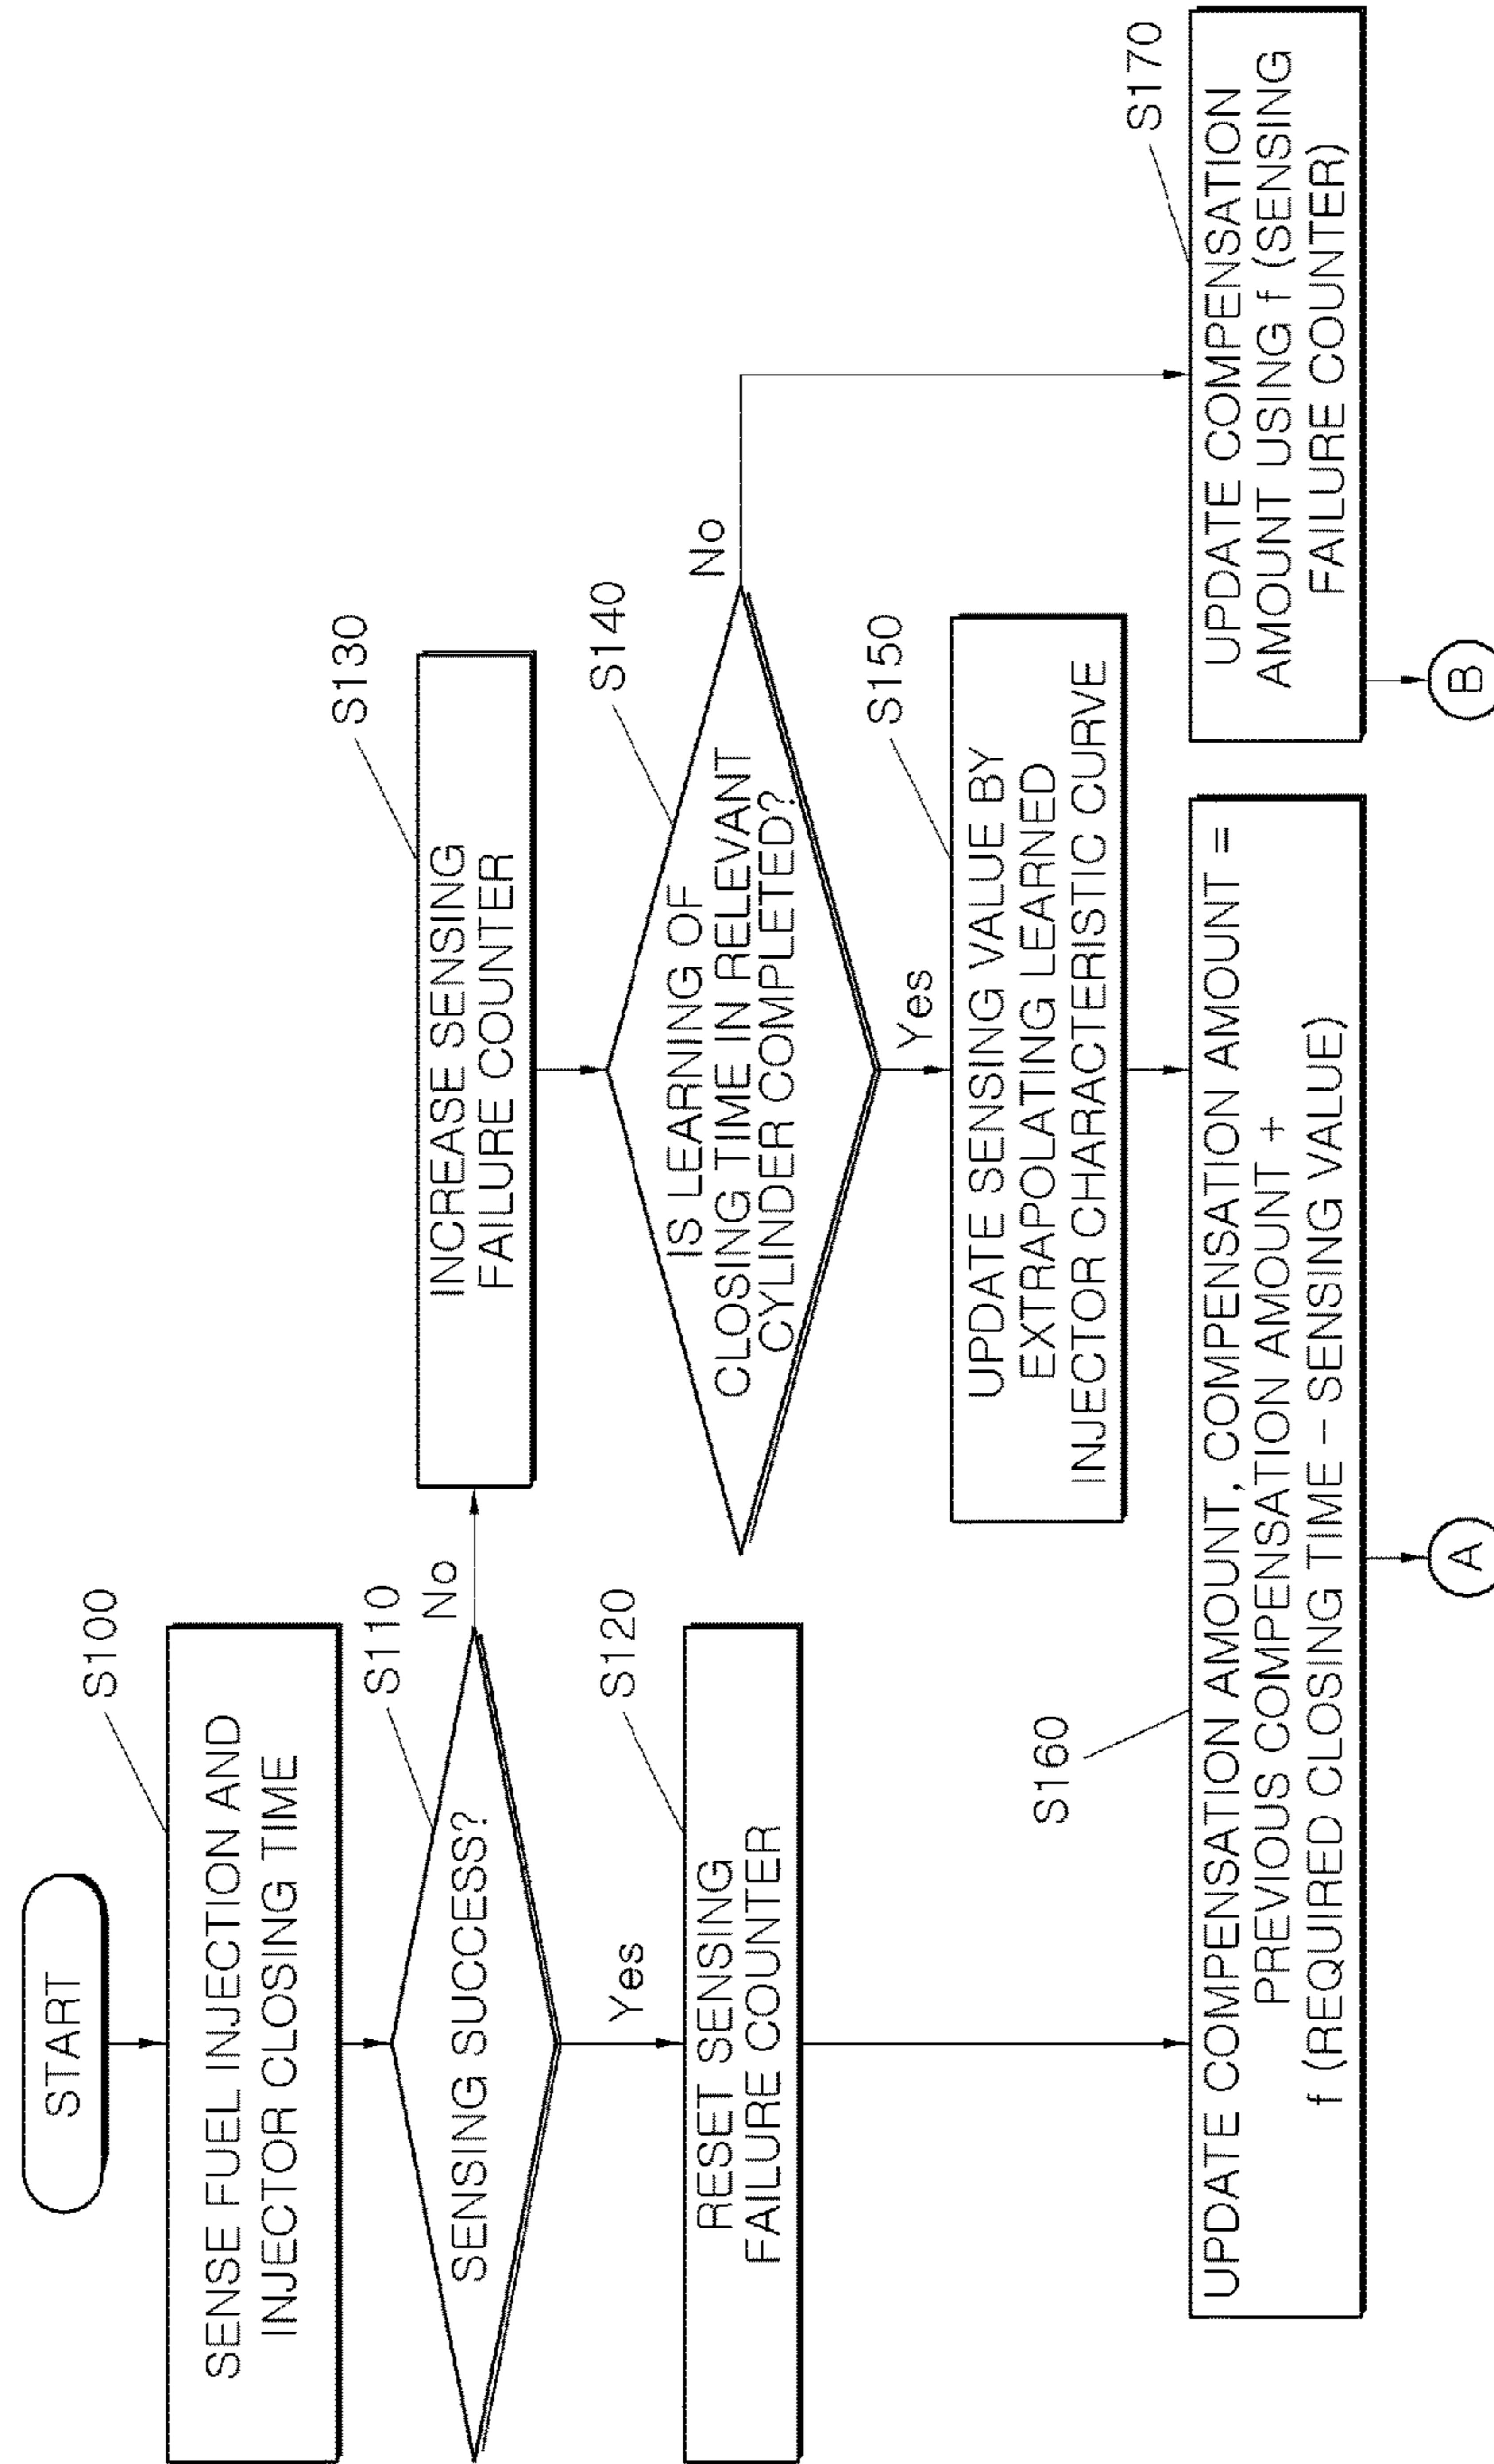 START
S100
SENSE FUEL INJECTION AND
INJECTOR CLOSING TIME
S110
SENSING SUCCESS?
No
Yes
S120
RESET SENSING
FAILURE COUNTER
S130
INCREASE SENSING
FAILURE COUNTER
S140
IS LEARNING OF
CLOSING TIME IN RELEVANT
CYLINDER COMPLETED?
No
Yes
S150
UPDATE SENSING VALUE BY
EXTRAPOLATING LEARNED
INJECTOR CHARACTERISTIC CURVE
S160
UPDATE COMPENSATION AMOUNT, COMPENSATION AMOUNT =
PREVIOUS COMPENSATION AMOUNT +
f (REQUIRED CLOSING TIME – SENSING VALUE)
A
S170
UPDATE COMPENSATION
AMOUNT USING f (SENSING
FAILURE COUNTER)
B